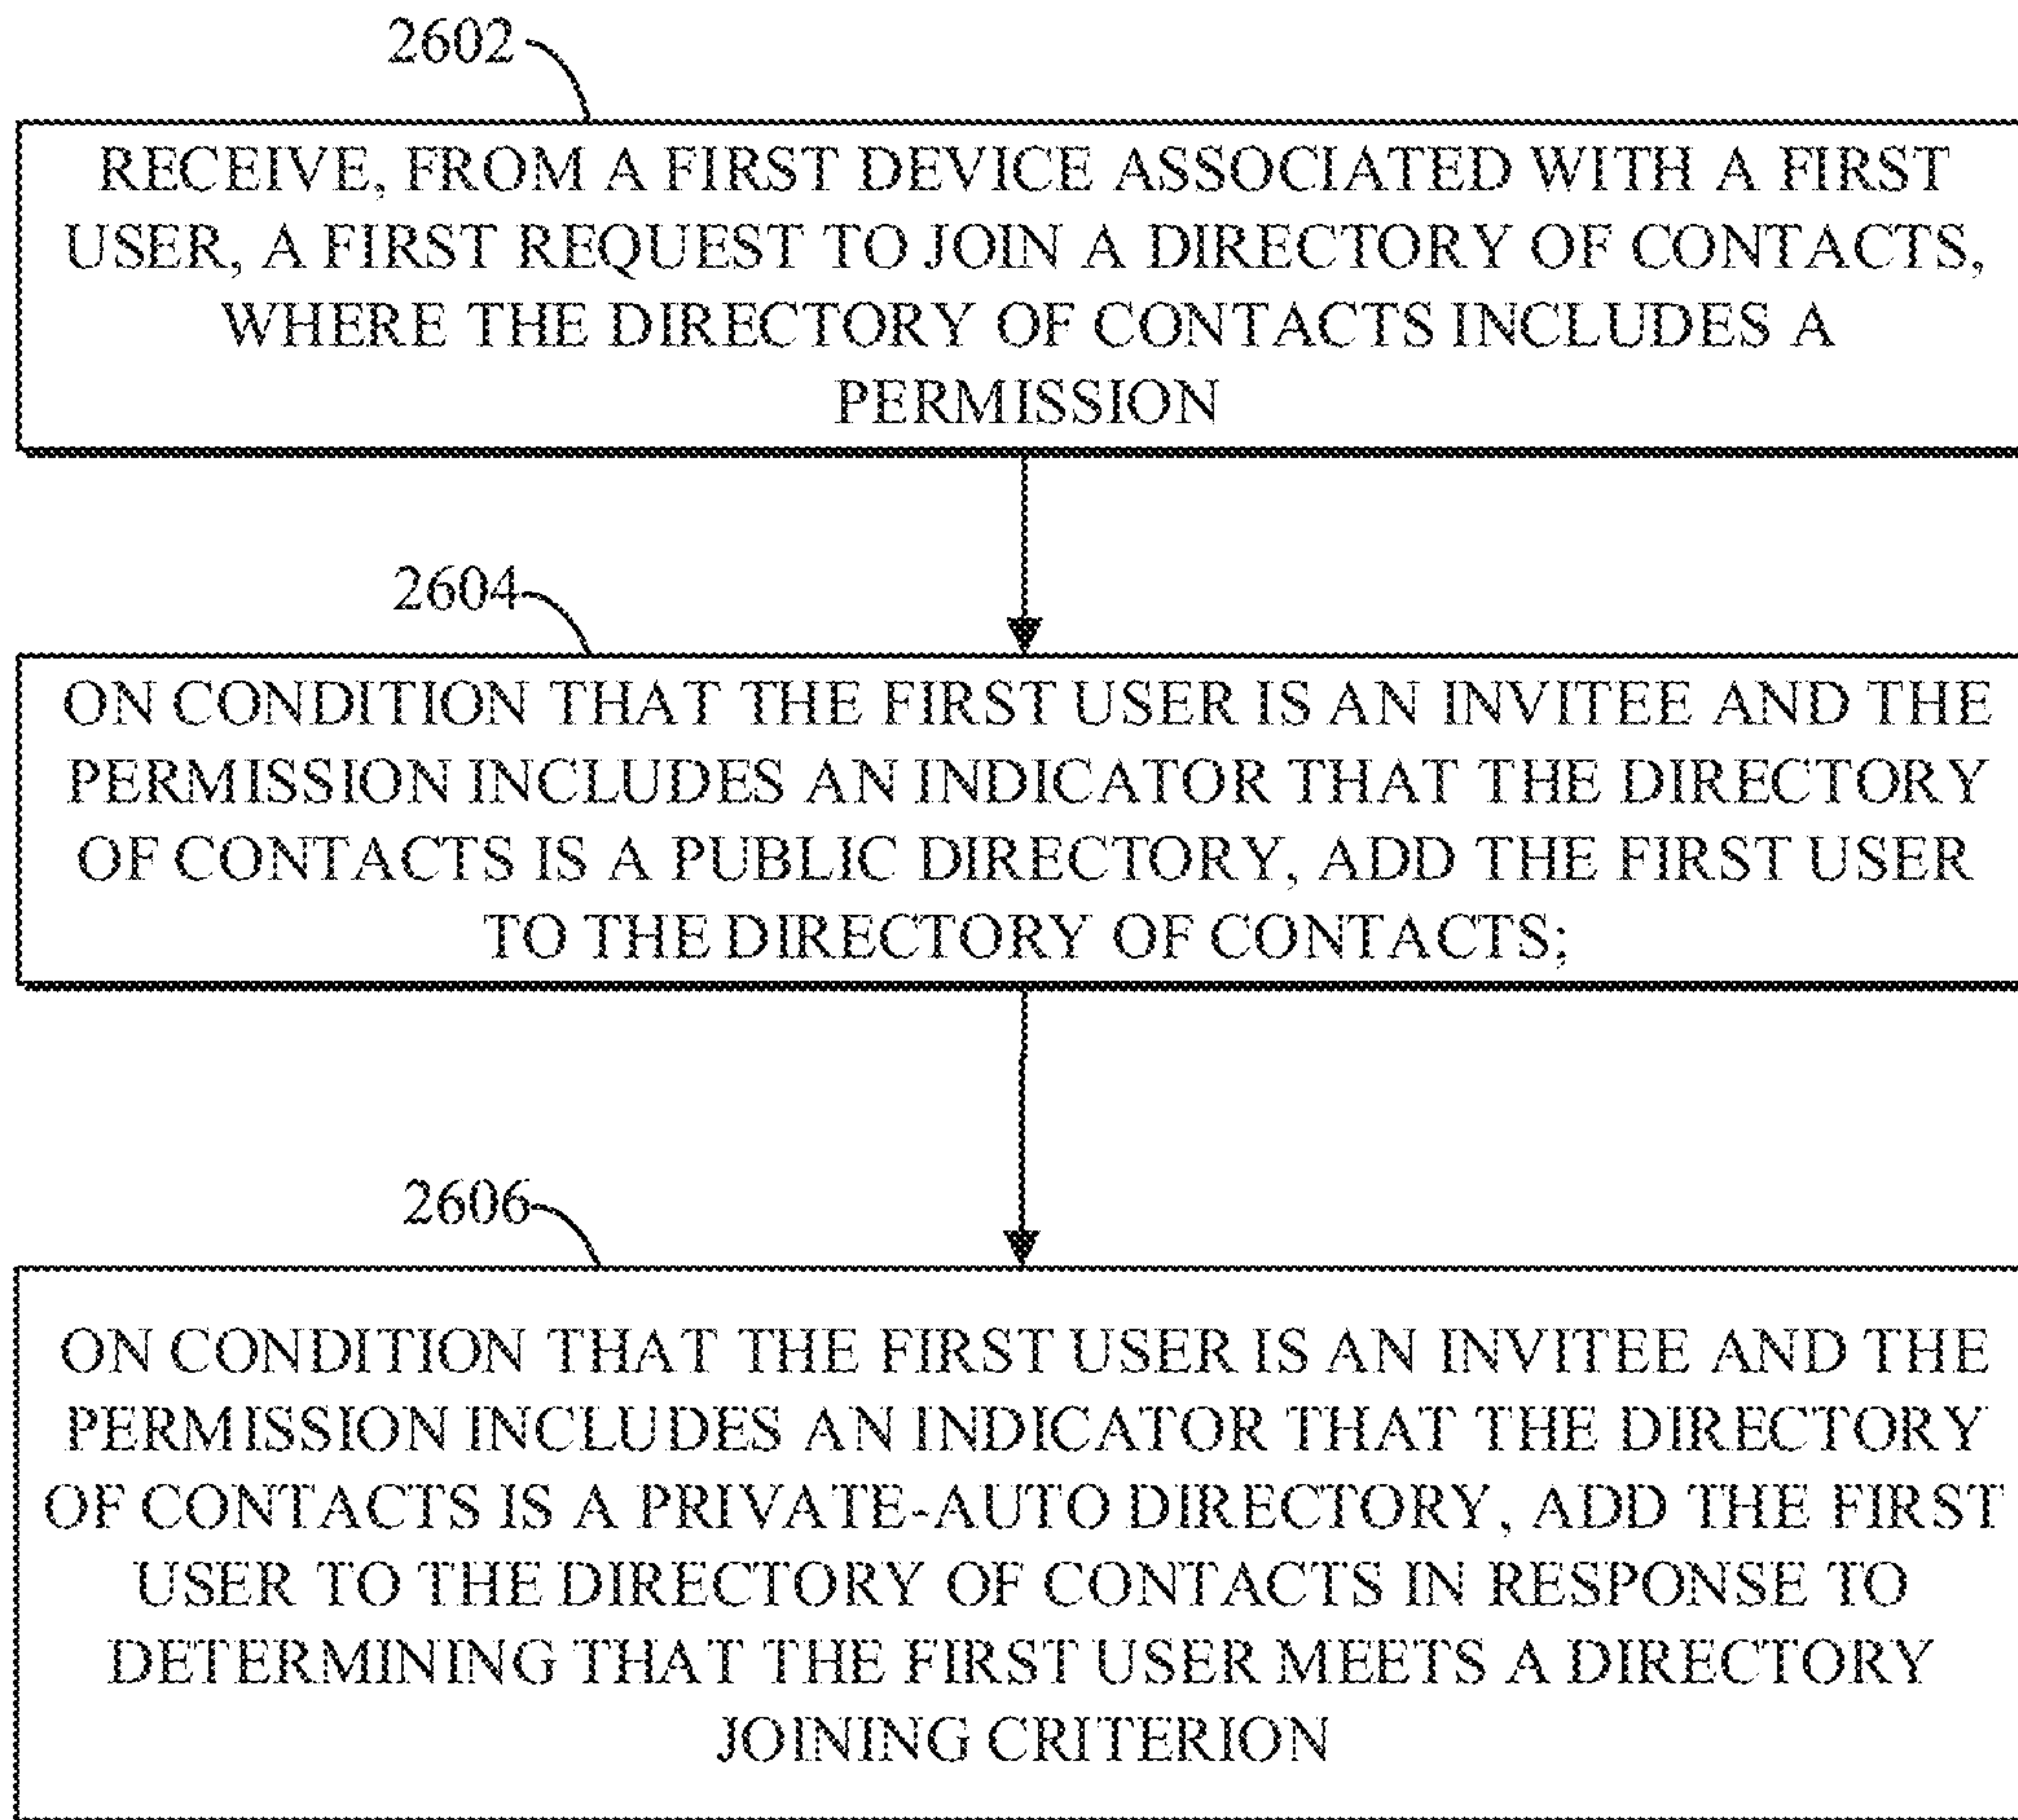 2602
RECEIVE, FROM A FIRST DEVICE ASSOCIATED WITH A FIRST
USER, A FIRST REQUEST TO JOIN A DIRECTORY OF CONTACTS,
WHERE THE DIRECTORY OF CONTACTS INCLUDES A
PERMISSION
2604
ON CONDITION THAT THE FIRST USER IS AN INVITEE AND THE
PERMISSION INCLUDES AN INDICATOR THAT THE DIRECTORY
OF CONTACTS IS A PUBLIC DIRECTORY, ADD THE FIRST USER
TO THE DIRECTORY OF CONTACTS;
2606
ON CONDITION THAT THE FIRST USER IS AN INVITEE AND THE
PERMISSION INCLUDES AN INDICATOR THAT THE DIRECTORY
OF CONTACTS IS A PRIVATE-AUTO DIRECTORY, ADD THE FIRST
USER TO THE DIRECTORY OF CONTACTS IN RESPONSE TO
DETERMINING THAT THE FIRST USER MEETS A DIRECTORY
JOINING CRITERION